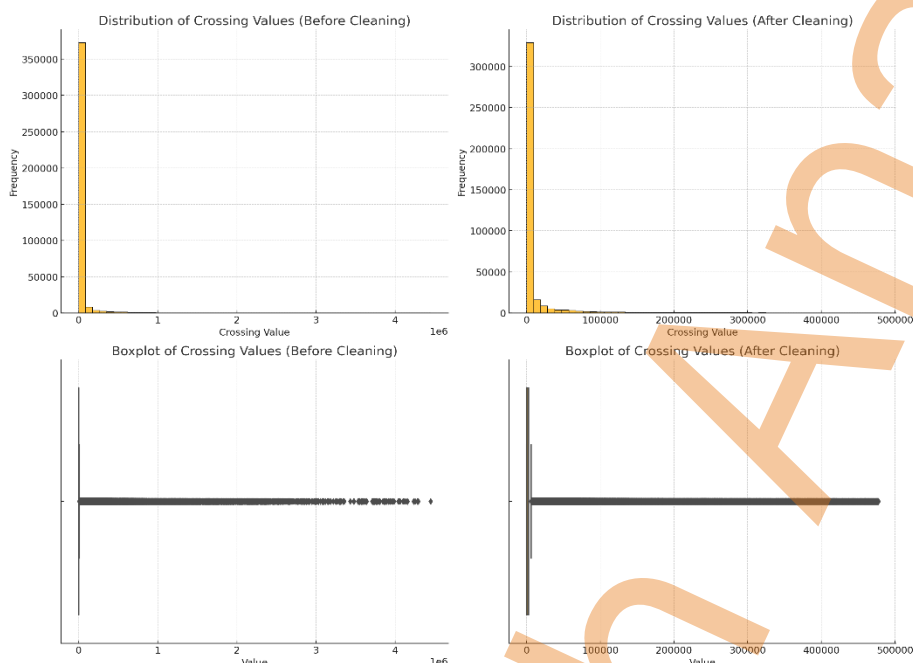 Distribution of Crossing Values (Before Cleaning)
350000
300000
250000
200000
150000
100000
50000
0
Frequency
0 1 2 3 4
1e6
Crossing Value
Distribution of Crossing Values (After Cleaning)
300000
250000
200000
150000
100000
50000
0
Frequency
0 100000 200000 300000 400000 500000
Crossing Value
Boxplot of Crossing Values (Before Cleaning)
0 1 2 3 4
1e6
Value
Boxplot of Crossing Values (After Cleaning)
0 100000 200000 300000 400000 500000
Value